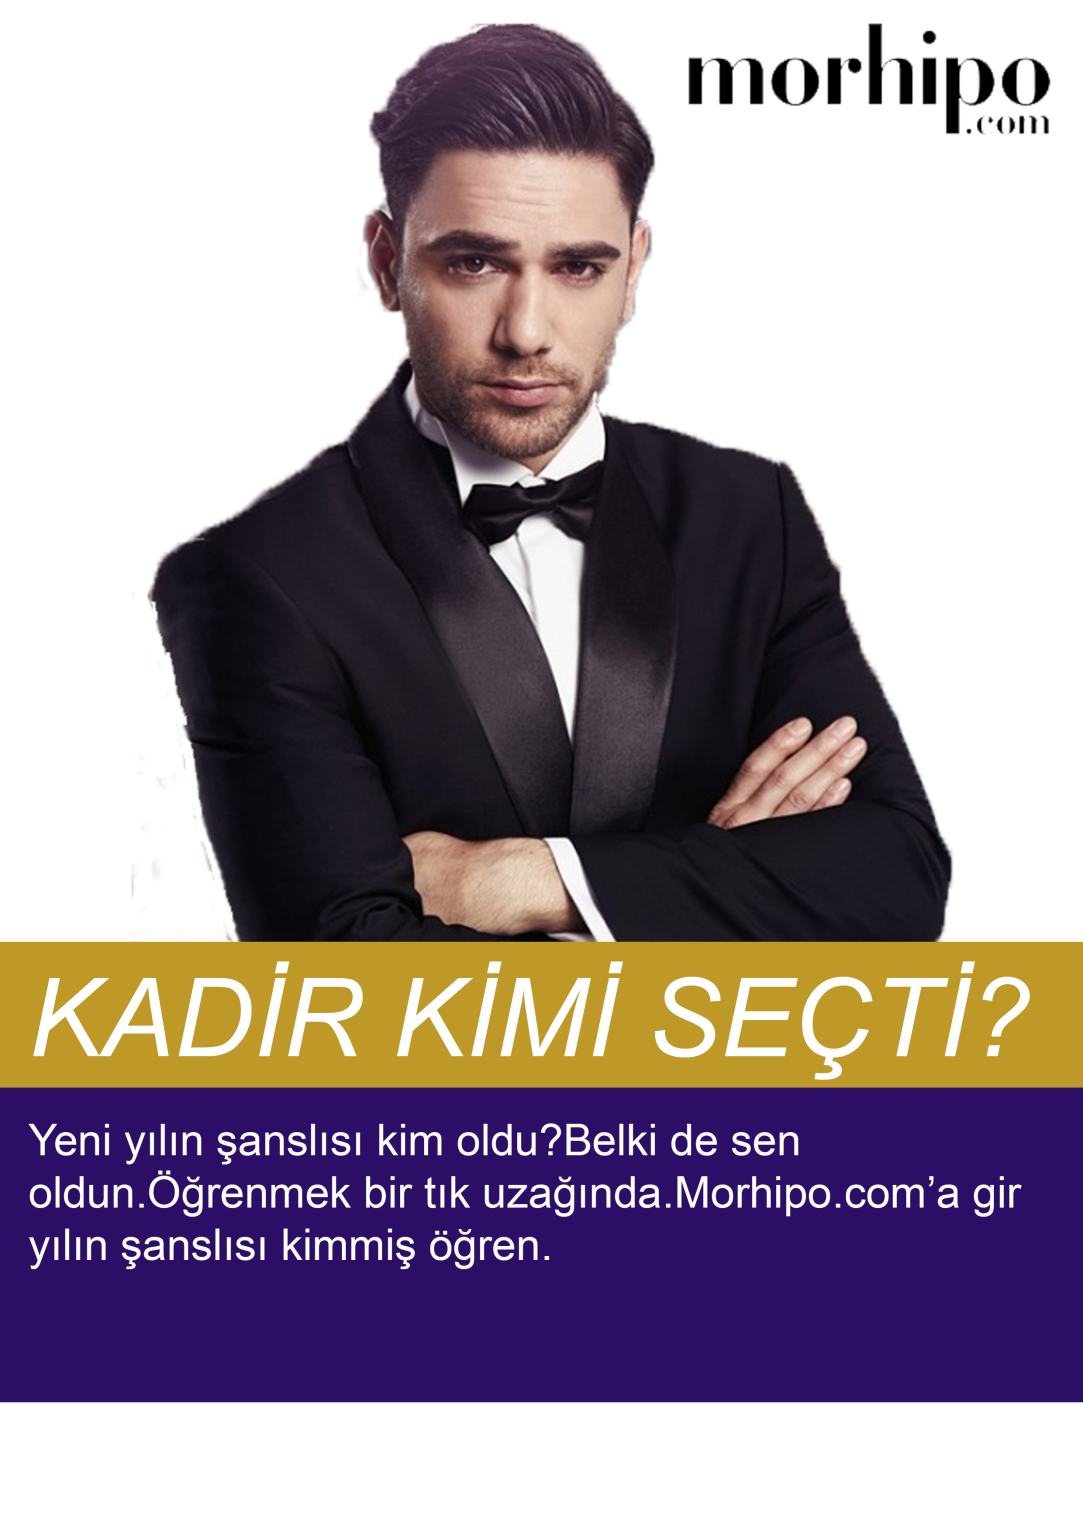 morhipo
.com
KADİR KİMİ SEÇTİ?
Yeni yılın şanslısı kim oldu?Belki de sen
oldun.Öğrenmek bir tık uzağında.Morhipo.com’a gir
yılın şanslısı kimmiş öğren.